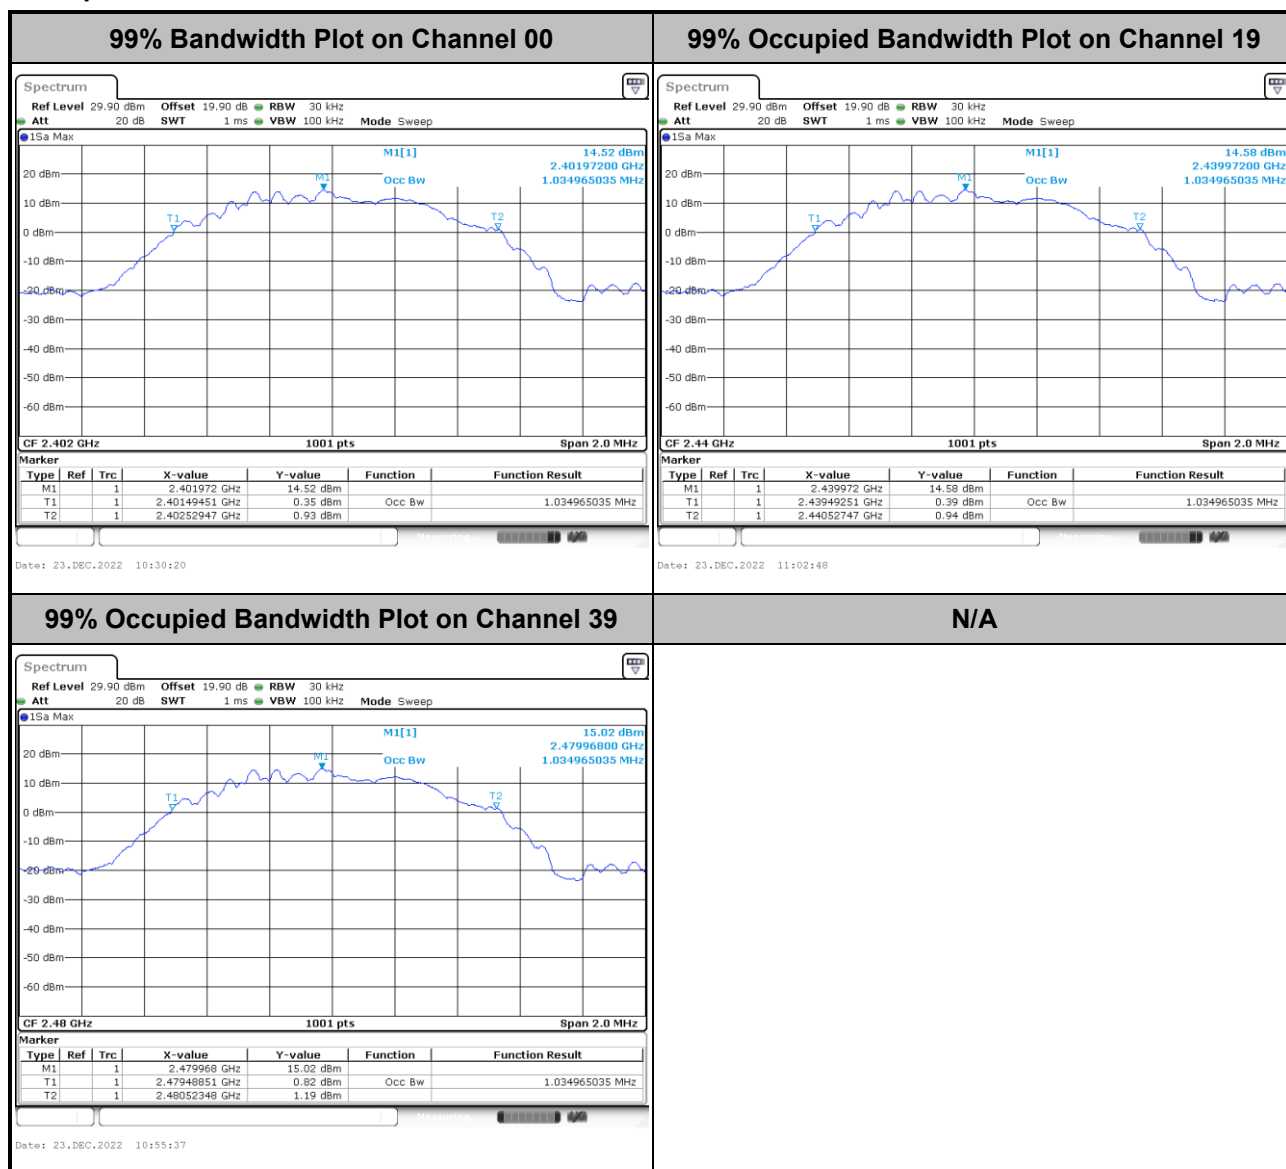 99% Bandwidth Plot on Channel 00
99% Occupied Bandwidth Plot on Channel 19
Spectrum
Ref Level 29.90 dBm Offset 19.90 dB RBW 30 kHz
Att 20 dB SWT 1 ms VBW 100 kHz Mode Sweep
1Sa Max
M1[1] 14.52 dBm
2.40197200 GHz
Occ Bw 1.034965035 MHz
M1
T1
T2
20 dBm
10 dBm
0 dBm
-10 dBm
-20 dBm
-30 dBm
-40 dBm
-50 dBm
-60 dBm
CF 2.402 GHz 1001 pts Span 2.0 MHz
Marker
Type Ref Trc X-value Y-value Function Function Result
M1 1 2.401972 GHz 14.52 dBm
T1 1 2.40149451 GHz 0.35 dBm Occ Bw 1.034965035 MHz
T2 1 2.40252947 GHz 0.93 dBm
Measuring
Date: 23.DEC.2022 10:30:20
Spectrum
Ref Level 29.90 dBm Offset 19.90 dB RBW 30 kHz
Att 20 dB SWT 1 ms VBW 100 kHz Mode Sweep
1Sa Max
M1[1] 14.58 dBm
2.43997200 GHz
Occ Bw 1.034965035 MHz
M1
T1
T2
20 dBm
10 dBm
0 dBm
-10 dBm
-20 dBm
-30 dBm
-40 dBm
-50 dBm
-60 dBm
CF 2.44 GHz 1001 pts Span 2.0 MHz
Marker
Type Ref Trc X-value Y-value Function Function Result
M1 1 2.439972 GHz 14.58 dBm
T1 1 2.43949251 GHz 0.39 dBm Occ Bw 1.034965035 MHz
T2 1 2.44052747 GHz 0.94 dBm
Measuring
Date: 23.DEC.2022 11:02:48
99% Occupied Bandwidth Plot on Channel 39
N/A
Spectrum
Ref Level 29.90 dBm Offset 19.90 dB RBW 30 kHz
Att 20 dB SWT 1 ms VBW 100 kHz Mode Sweep
1Sa Max
M1[1] 15.02 dBm
2.47996800 GHz
Occ Bw 1.034965035 MHz
M1
T1
T2
20 dBm
10 dBm
0 dBm
-10 dBm
-20 dBm
-30 dBm
-40 dBm
-50 dBm
-60 dBm
CF 2.48 GHz 1001 pts Span 2.0 MHz
Marker
Type Ref Trc X-value Y-value Function Function Result
M1 1 2.479968 GHz 15.02 dBm
T1 1 2.47948851 GHz 0.82 dBm Occ Bw 1.034965035 MHz
T2 1 2.48052348 GHz 1.19 dBm
Measuring
Date: 23.DEC.2022 10:55:37